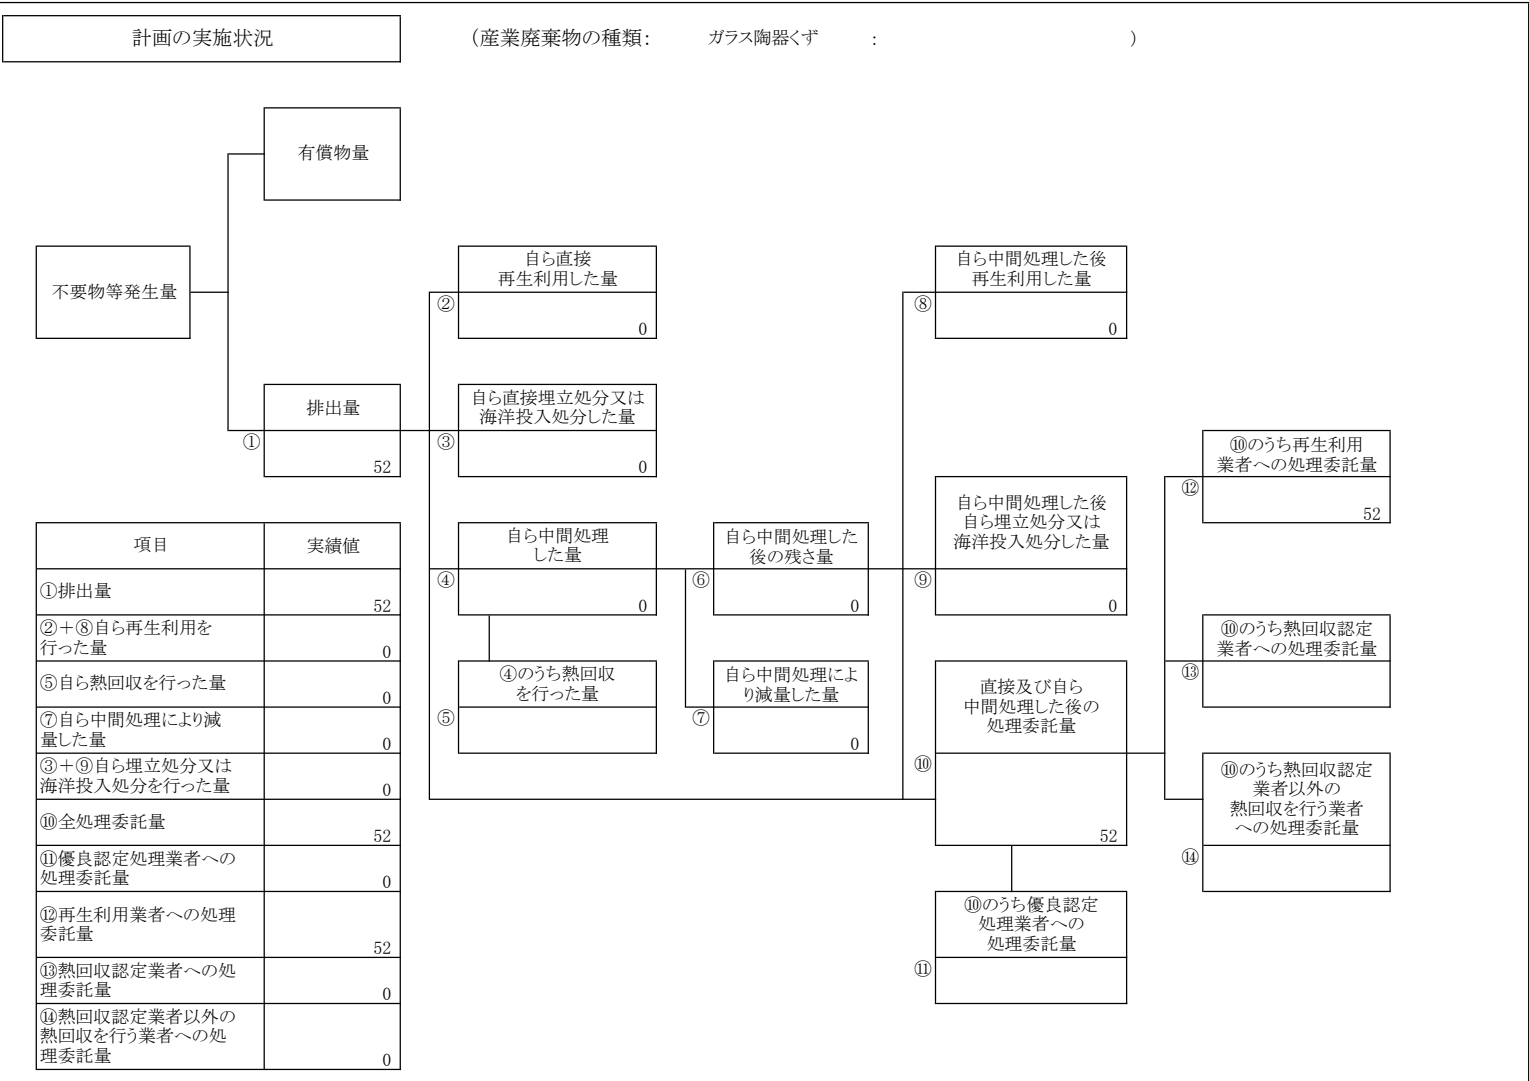 計画の実施状況
（産業廃棄物の種類： ガラス陶器くず ： ）
有償物量
不要物等発生量
自ら直接
再生利用した量
②
0
自ら中間処理した後
再生利用した量
⑧
0
排出量
①
52
自ら直接埋立処分又は
海洋投入処分した量
③
0
⑩のうち再生利用
業者への処理委託量
⑫
52
自ら中間処理
した量
④
0
自ら中間処理した
後の残さ量
⑥
0
自ら中間処理した後
自ら埋立処分又は
海洋投入処分した量
⑨
0
⑩のうち熱回収認定
業者への処理委託量
⑬
④のうち熱回収
を行った量
⑤
自ら中間処理によ
り減量した量
⑦
0
直接及び自ら
中間処理した後の
処理委託量
⑩
52
⑩のうち熱回収認定
業者以外の
熱回収を行う業者
への処理委託量
⑭
⑩のうち優良認定
処理業者への
処理委託量
⑪
項目 実績値
①排出量
52
②＋⑧自ら再生利用を
行った量
0
⑤自ら熱回収を行った量
0
⑦自ら中間処理により減
量した量
0
③＋⑨自ら埋立処分又は
海洋投入処分を行った量
0
⑩全処理委託量
52
⑪優良認定処理業者への
処理委託量
0
⑫再生利用業者への処理
委託量
52
⑬熱回収認定業者への処
理委託量
0
⑭熱回収認定業者以外の
熱回収を行う業者への処
理委託量
0